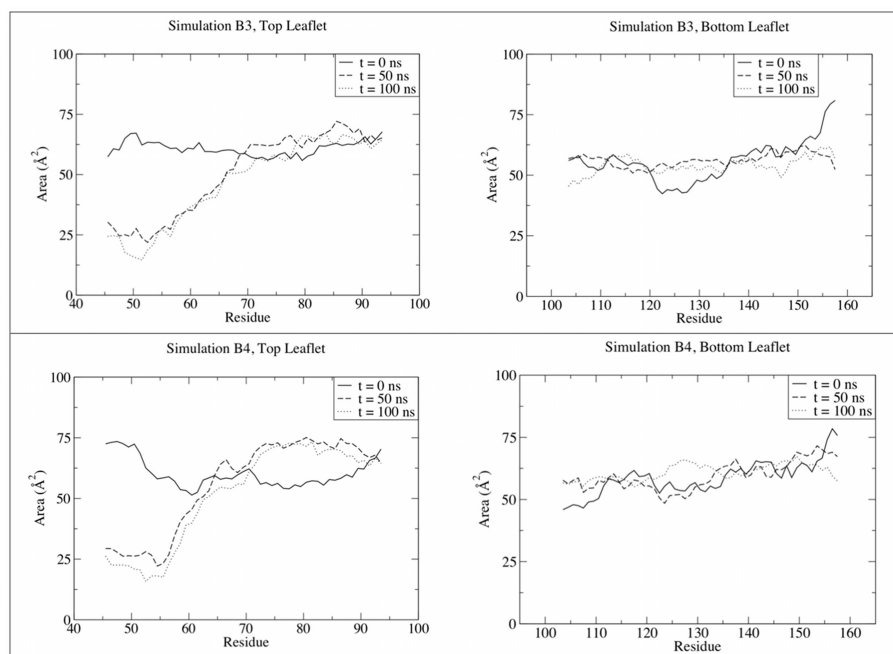 Simulation B3, Top Leaflet
100
75
50
25
0
Area (Å²)
40 50 60 70 80 90 100
Residue
t = 0 ns
t = 50 ns
t = 100 ns
Simulation B3, Bottom Leaflet
100
75
50
25
0
Area (Å²)
100 110 120 130 140 150 160
Residue
t = 0 ns
t = 50 ns
t = 100 ns
Simulation B4, Top Leaflet
100
75
50
25
0
Area (Å²)
40 50 60 70 80 90 100
Residue
t = 0 ns
t = 50 ns
t = 100 ns
Simulation B4, Bottom Leaflet
100
75
50
25
0
Area (Å²)
100 110 120 130 140 150 160
Residue
t = 0 ns
t = 50 ns
t = 100 ns